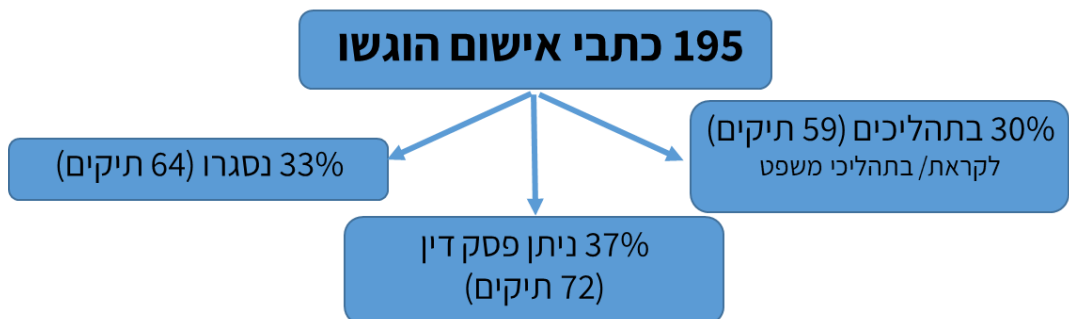 195 כתבי אישום הוגשו
30% בתהליכים (59 תיקים)
לקראת/ בתהליכי משפט
33% נסגרו (64 תיקים)
37% ניתן פסק דין
(72 תיקים)